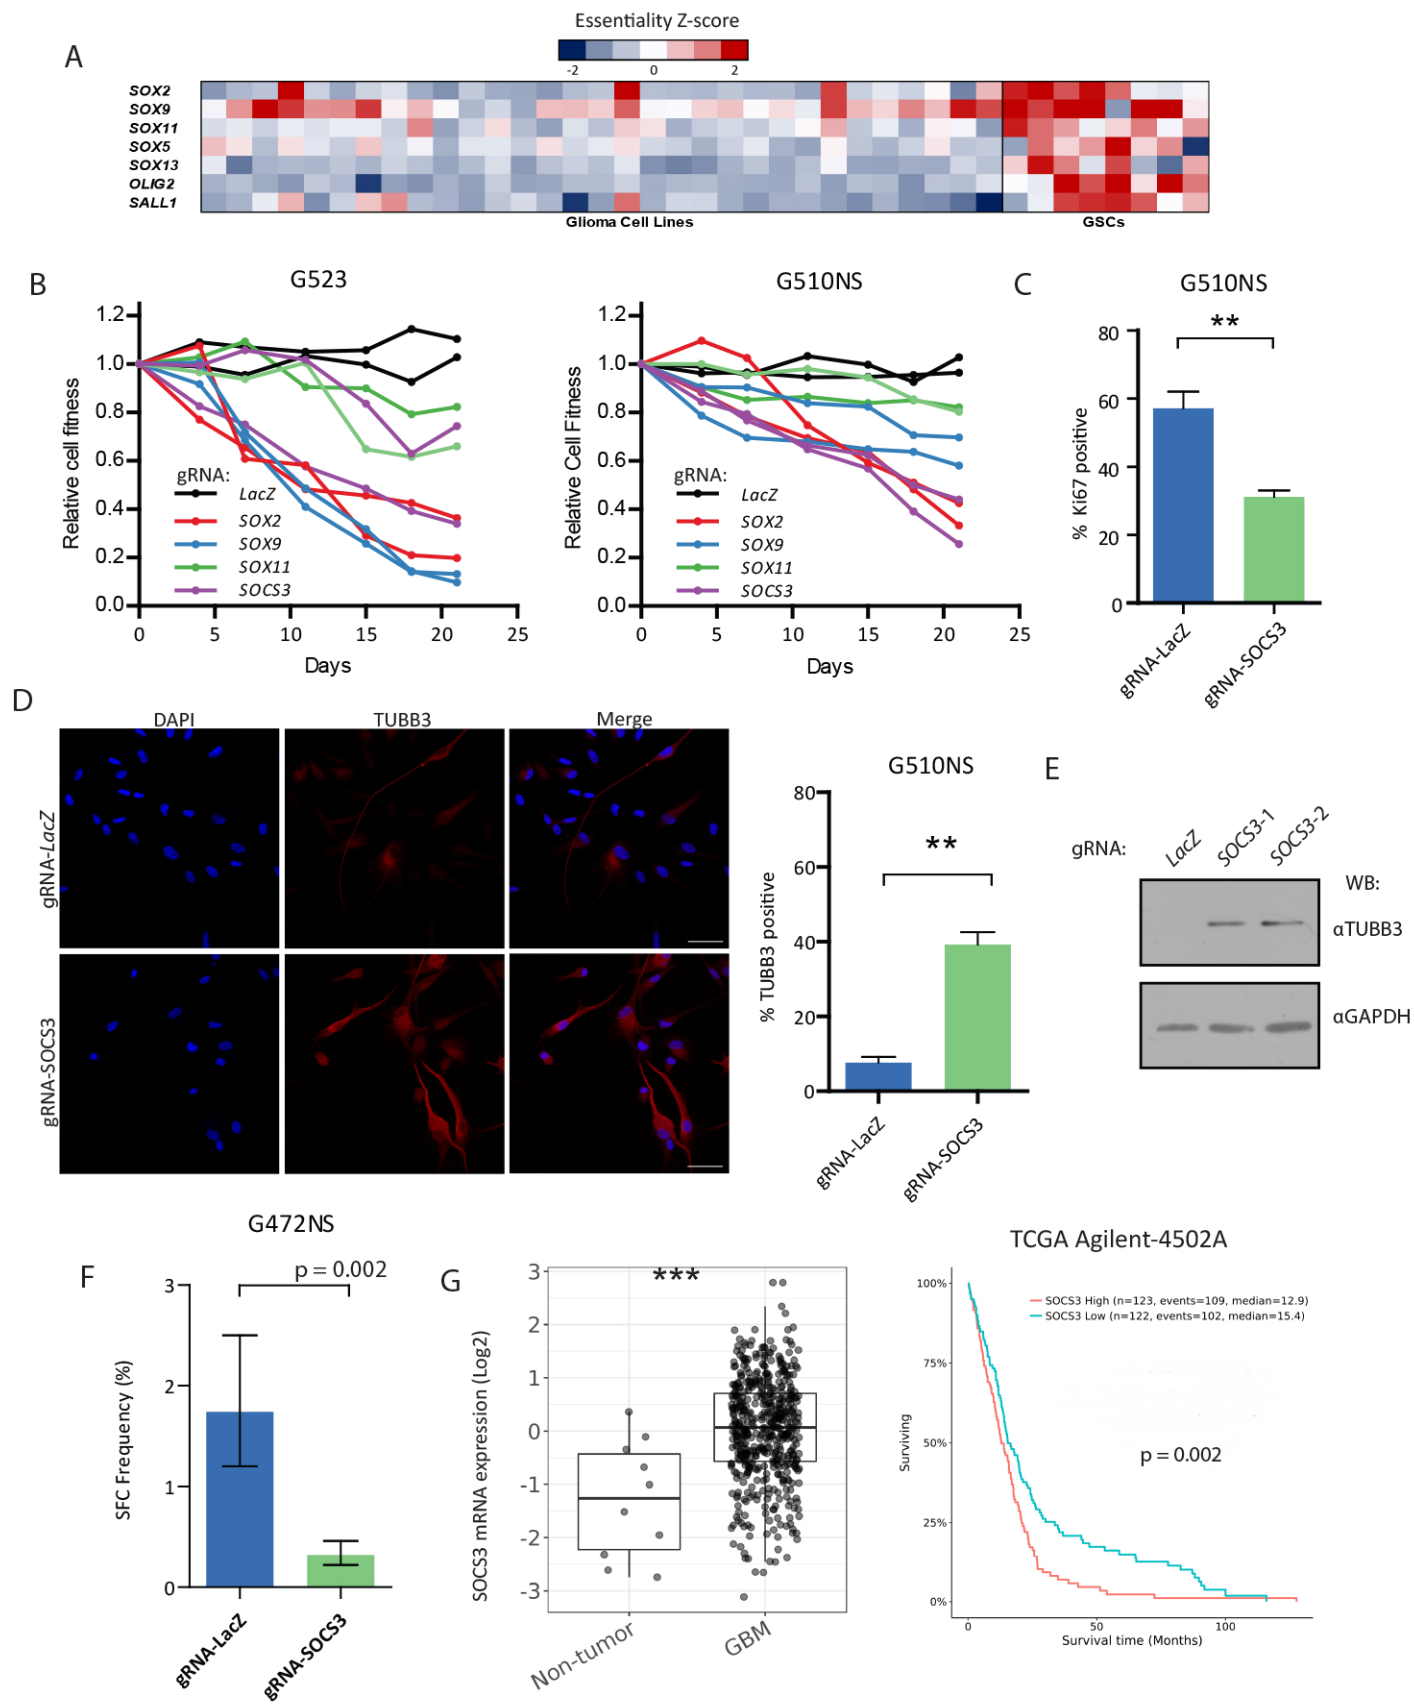 A
Essentiality Z-score
-2 0 2
SOX2
SOX9
SOX11
SOX5
SOX13
OLIG2
SALL1
Glioma Cell Lines GSCs
B
G523
Relative cell fitness
1.2
1.0
0.8
0.6
0.4
0.2
0.0
gRNA:
LacZ
SOX2
SOX9
SOX11
SOCS3
0 5 10 15 20 25
Days
G510NS
Relative Cell Fitness
1.2
1.0
0.8
0.6
0.4
0.2
0.0
gRNA:
LacZ
SOX2
SOX9
SOX11
SOCS3
0 5 10 15 20 25
Days
C
G510NS
**
% Ki67 positive
80
60
40
20
0
gRNA-LacZ
gRNA-SOCS3
D
DAPI TUBB3 Merge
gRNA-LacZ
gRNA-SOCS3
G510NS
**
% TUBB3 positive
80
60
40
20
0
gRNA-LacZ
gRNA-SOCS3
E
gRNA: LacZ SOCS3-1 SOCS3-2
WB:
αTUBB3
αGAPDH
F
G472NS
p = 0.002
SFC Frequency (%)
3
2
1
0
gRNA-LacZ
gRNA-SOCS3
G
***
SOCS3 mRNA expression (Log2)
3
2
1
0
-1
-2
-3
Non-tumor
GBM
TCGA Agilent-4502A
SOCS3 High (n=123, events=109, median=12.9)
SOCS3 Low (n=122, events=102, median=15.4)
p = 0.002
Surviving
100%
75%
50%
25%
0%
0 50 100
Survival time (Months)